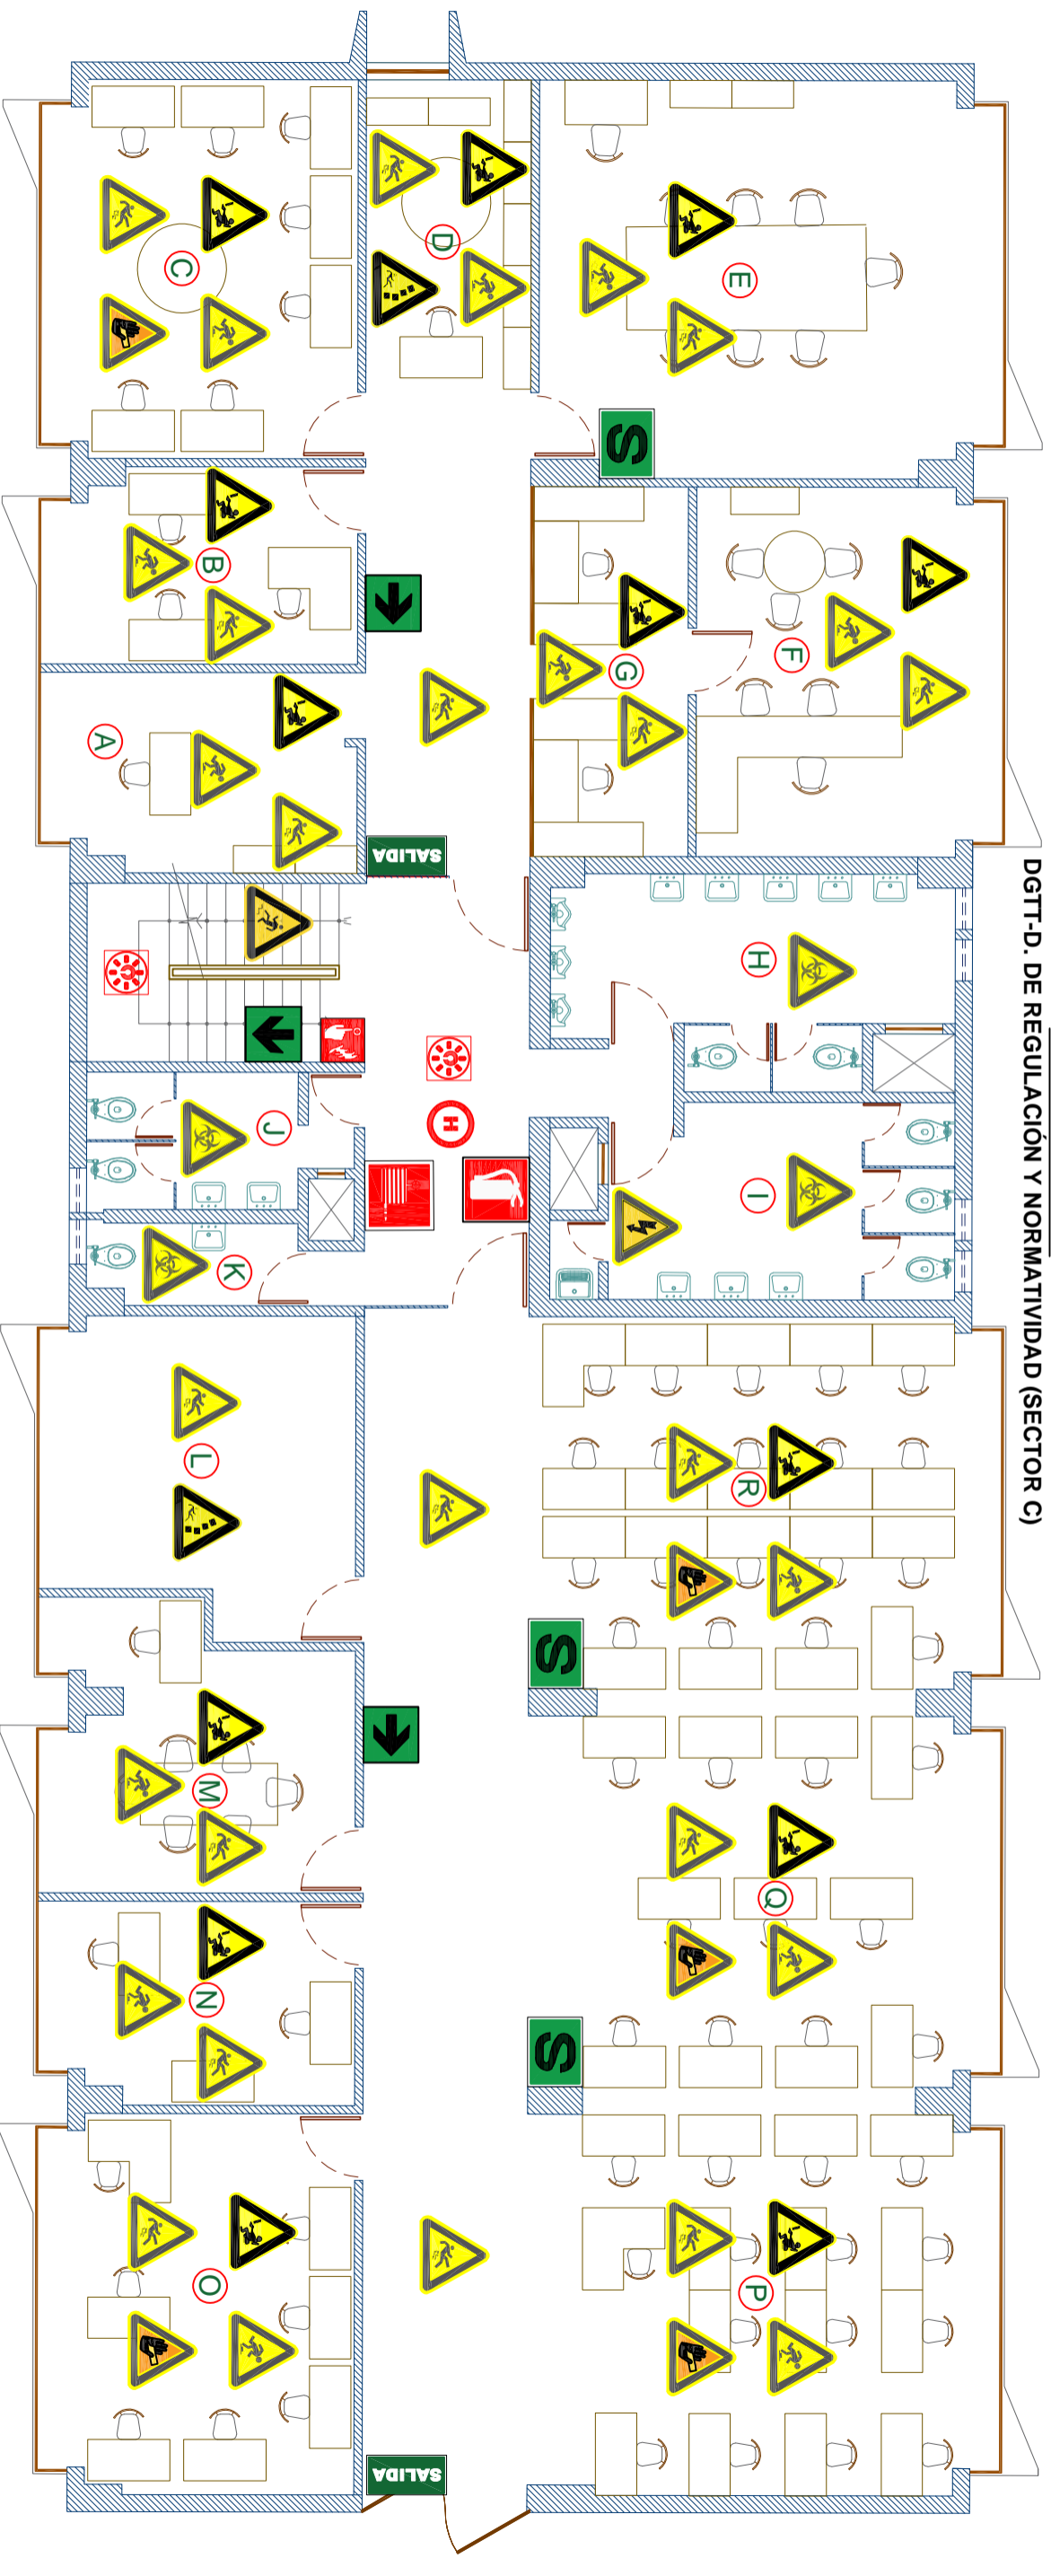 DGTT-D. DE REGULACIÓN Y NORMATIVIDAD (SECTOR C)
E
D
C
S
F
B
G
A
SALIDA
H
H
J
I
K
R
L
S
M
Q
N
S
P
O
SALIDA